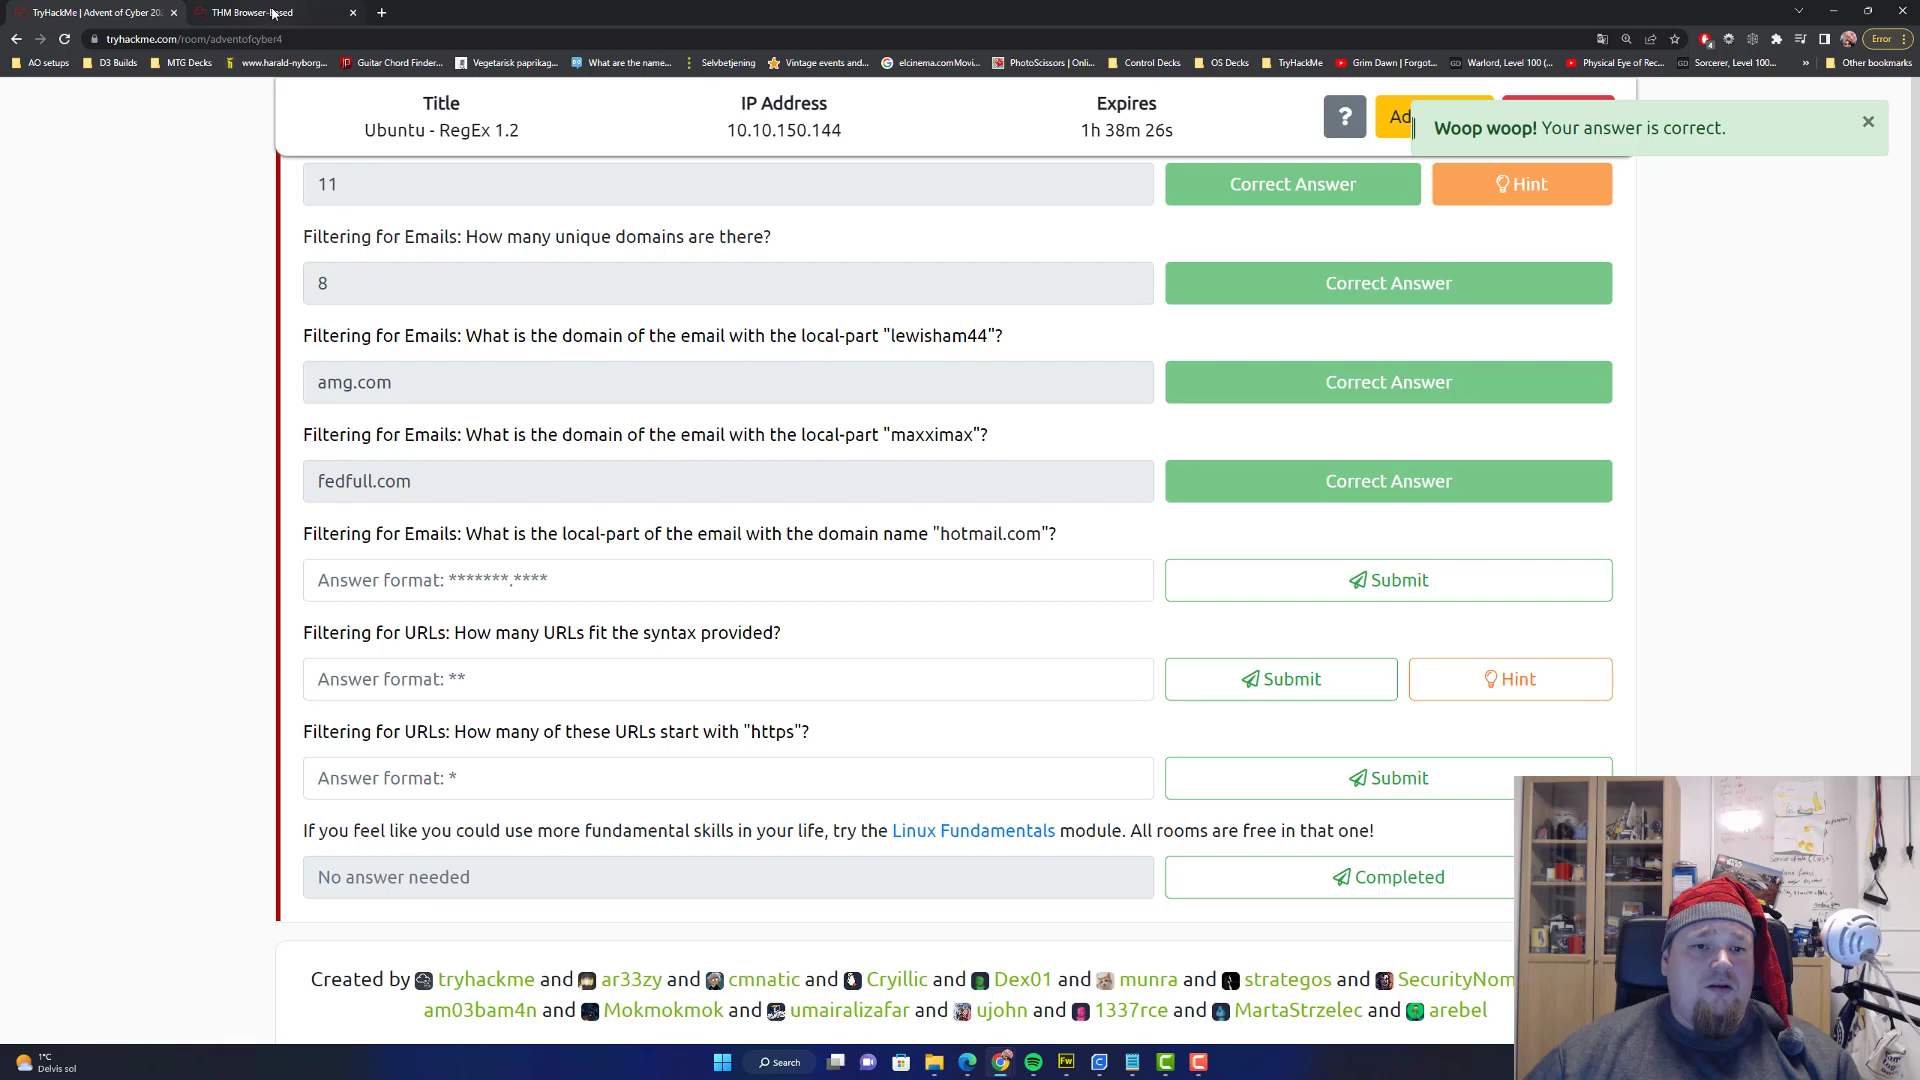 TryHackMe | Advent of Cyber 202
THM Browser-based
tryhackme.com/room/adventofcyber4
Error
AO setups
D3 Builds
MTG Decks
www.harald-nyborg...
Guitar Chord Finder...
Vegetarisk paprikag...
What are the name...
Selvbetjening
Vintage events and...
elcinema.comMovi...
PhotoScissors | Onli...
Control Decks
OS Decks
TryHackMe
Grim Dawn | Forgot...
Warlord, Level 100 (...
Physical Eye of Rec...
Sorcerer, Level 100...
Other bookmarks
Title
IP Address
Expires
Ubuntu - RegEx 1.2
10.10.150.144
1h 38m 26s
?
Ad
Woop woop! Your answer is correct.
11
Correct Answer
Hint
Filtering for Emails: How many unique domains are there?
8
Correct Answer
Filtering for Emails: What is the domain of the email with the local-part "lewisham44"?
amg.com
Correct Answer
Filtering for Emails: What is the domain of the email with the local-part "maxximax"?
fedfull.com
Correct Answer
Filtering for Emails: What is the local-part of the email with the domain name "hotmail.com"?
Answer format: *******.****
Submit
Filtering for URLs: How many URLs fit the syntax provided?
Answer format: **
Submit
Hint
Filtering for URLs: How many of these URLs start with "https"?
Answer format: *
Submit
If you feel like you could use more fundamental skills in your life, try the Linux Fundamentals module. All rooms are free in that one!
No answer needed
Completed
Created by tryhackme and ar33zy and cmnatic and Cryillic and Dex01 and munra and strategos and SecurityNom
am03bam4n and Mokmokmok and umairalizafar and ujohn and 1337rce and MartaStrzelec and arebel
1°C
Delvis sol
Search